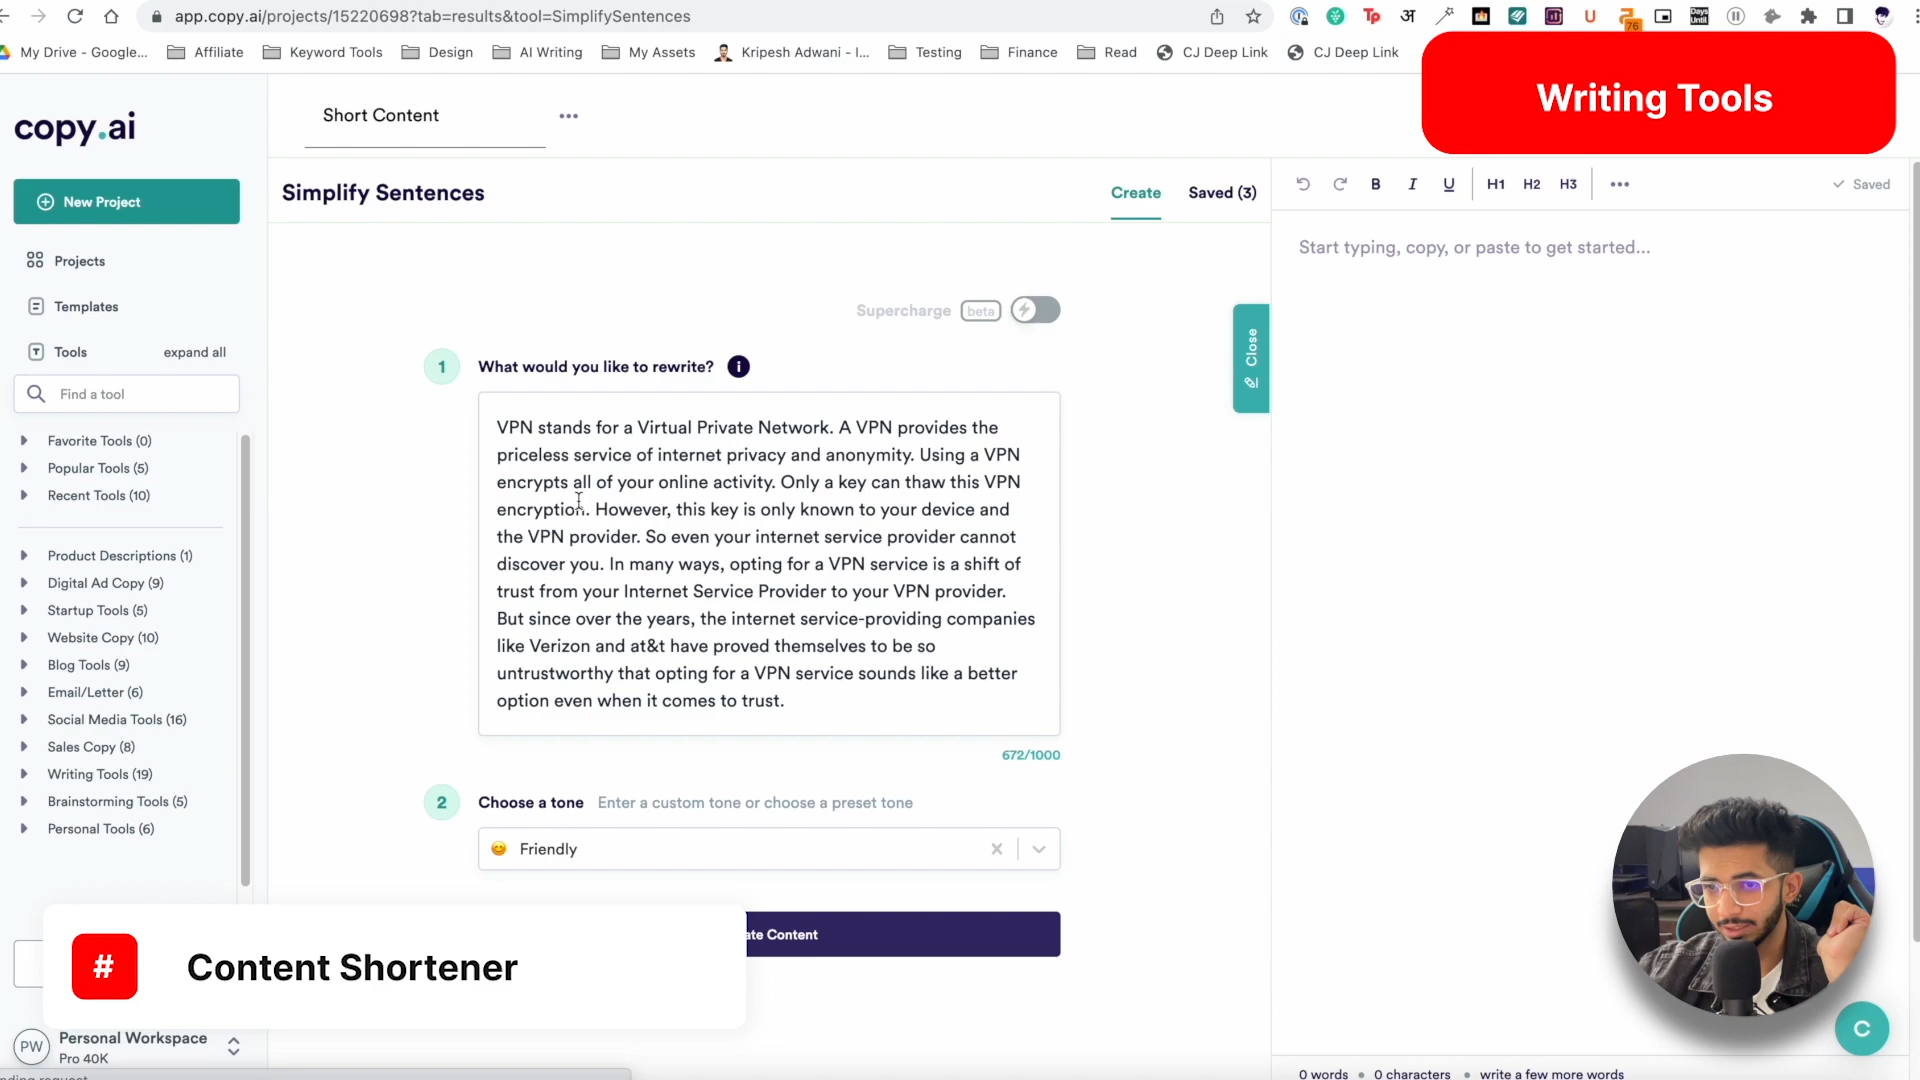 app.copy.ai/projects/15220698?tab=results&tool=SimplifySentences
76
Days
Until
My Drive - Google...
Affiliate
Keyword Tools
Design
AI Writing
My Assets
Kripesh Adwani - I...
Testing
Finance
Read
CJ Deep Link
CJ Deep Link
Writing Tools
copy.ai
Short Content
New Project
Simplify Sentences
Create
Saved (3)
B I U H1 H2 H3
Saved
Projects
Start typing, copy, or paste to get started...
Templates
Supercharge beta
Tools
expand all
Close
1 What would you like to rewrite?
Find a tool
VPN stands for a Virtual Private Network. A VPN provides the
priceless service of internet privacy and anonymity. Using a VPN
encrypts all of your online activity. Only a key can thaw this VPN
encryption. However, this key is only known to your device and
the VPN provider. So even your internet service provider cannot
discover you. In many ways, opting for a VPN service is a shift of
trust from your Internet Service Provider to your VPN provider.
But since over the years, the internet service-providing companies
like Verizon and at&t have proved themselves to be so
untrustworthy that opting for a VPN service sounds like a better
option even when it comes to trust.
672/1000
Favorite Tools (0)
Popular Tools (5)
Recent Tools (10)
Product Descriptions (1)
Digital Ad Copy (9)
Startup Tools (5)
Website Copy (10)
Blog Tools (9)
Email/Letter (6)
Social Media Tools (16)
Sales Copy (8)
Writing Tools (19)
Brainstorming Tools (5)
Personal Tools (6)
2 Choose a tone Enter a custom tone or choose a preset tone
Friendly
ate Content
# Content Shortener
PW
Personal Workspace
Pro 40K
C
0 words • 0 characters • write a few more words